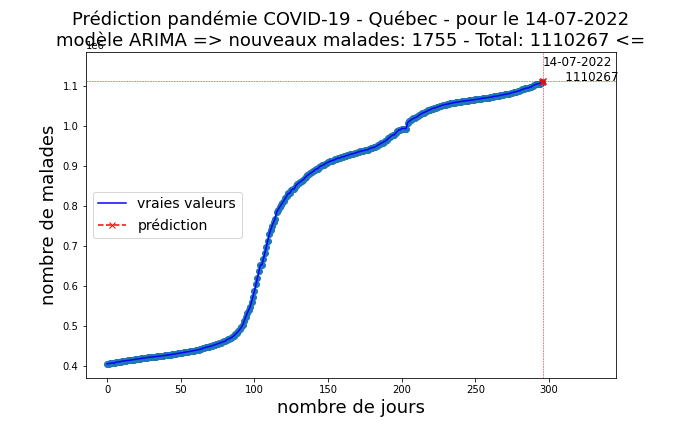 Prédiction pandémie COVID-19 - Québec - pour le 14-07-2022
modèle ARIMA => nouveaux malades: 1755 - Total: 1110267 <=
1e6
14-07-2022
1110267
1.1
1.0
0.9
0.8
0.7
0.6
0.5
0.4
nombre de malades
vraies valeurs
prédiction
0 50 100 150 200 250 300
nombre de jours